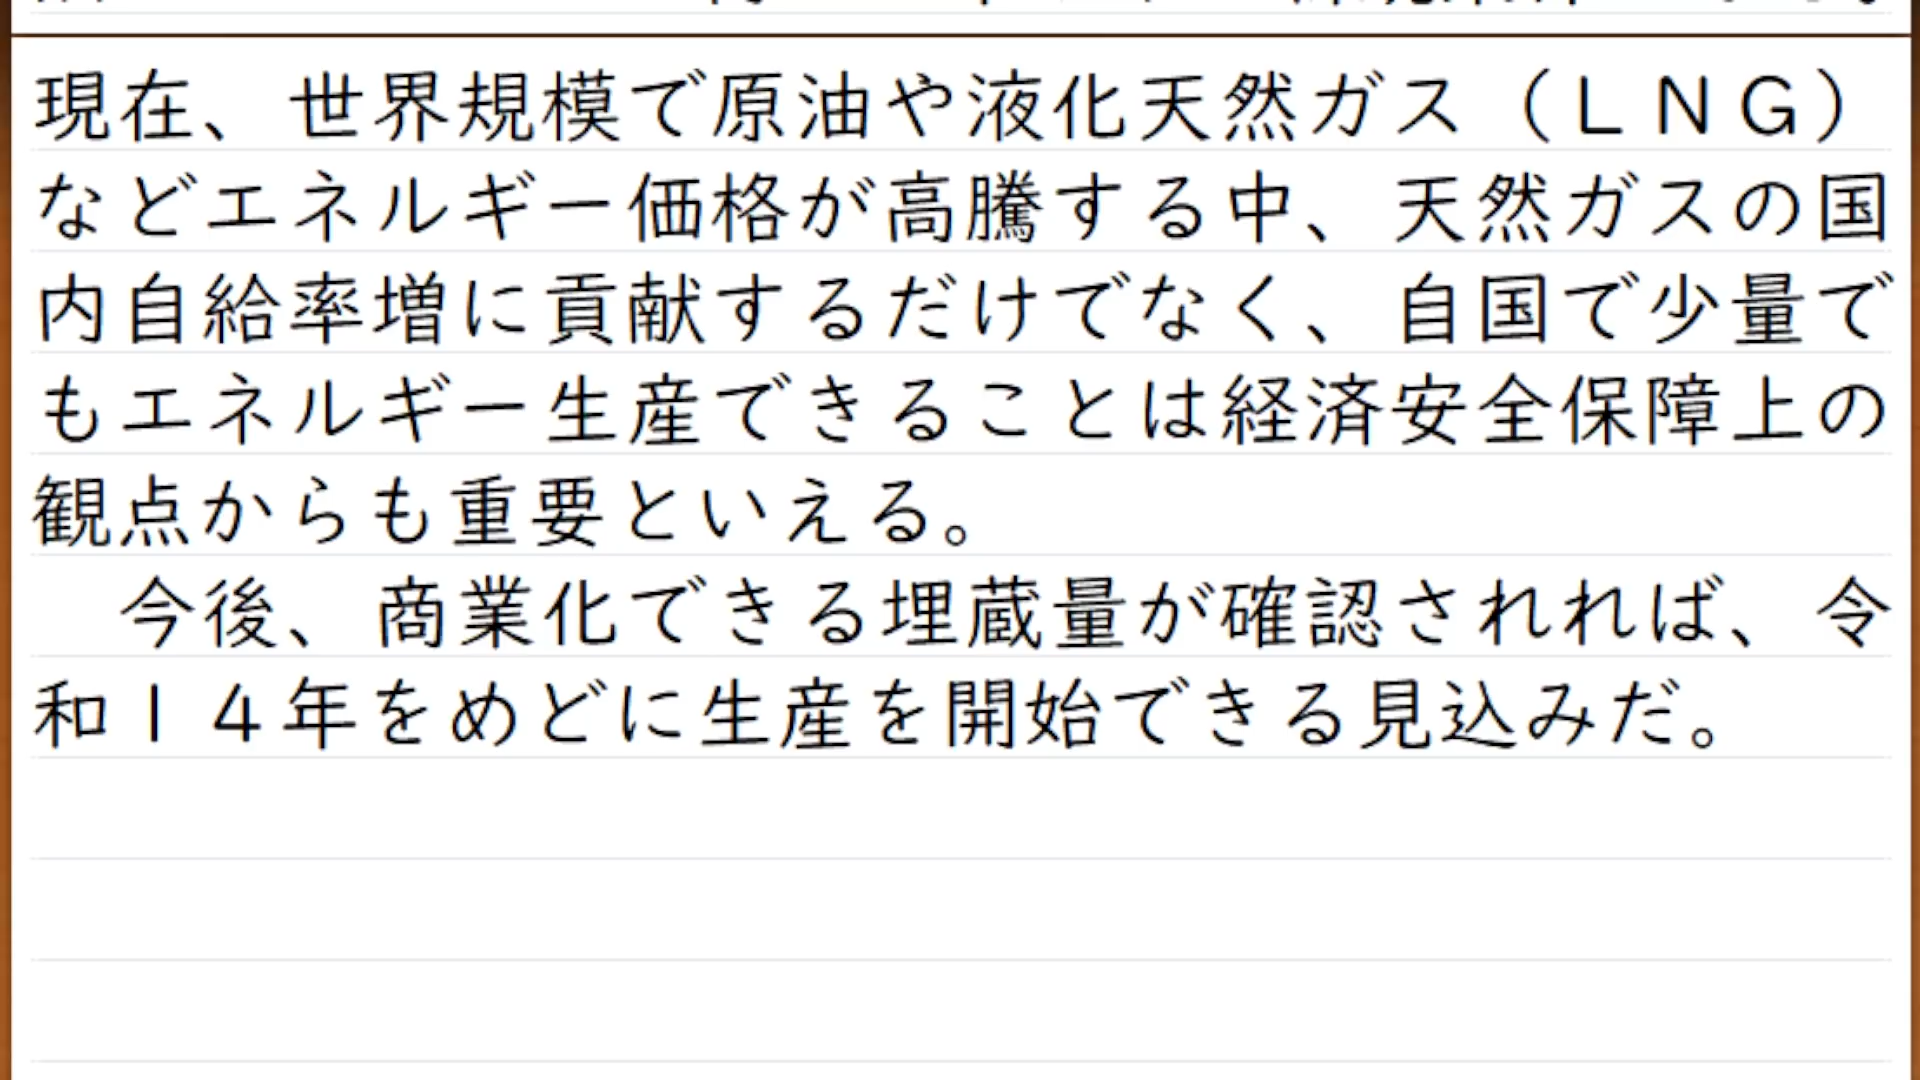 現在、世界規模で原油や液化天然ガス（ＬＮＧ）
などエネルギー価格が高騰する中、天然ガスの国
内自給率増に貢献するだけでなく、自国で少量で
もエネルギー生産できることは経済安全保障上の
観点からも重要といえる。
　今後、商業化できる埋蔵量が確認されれば、令
和１４年をめどに生産を開始できる見込みだ。